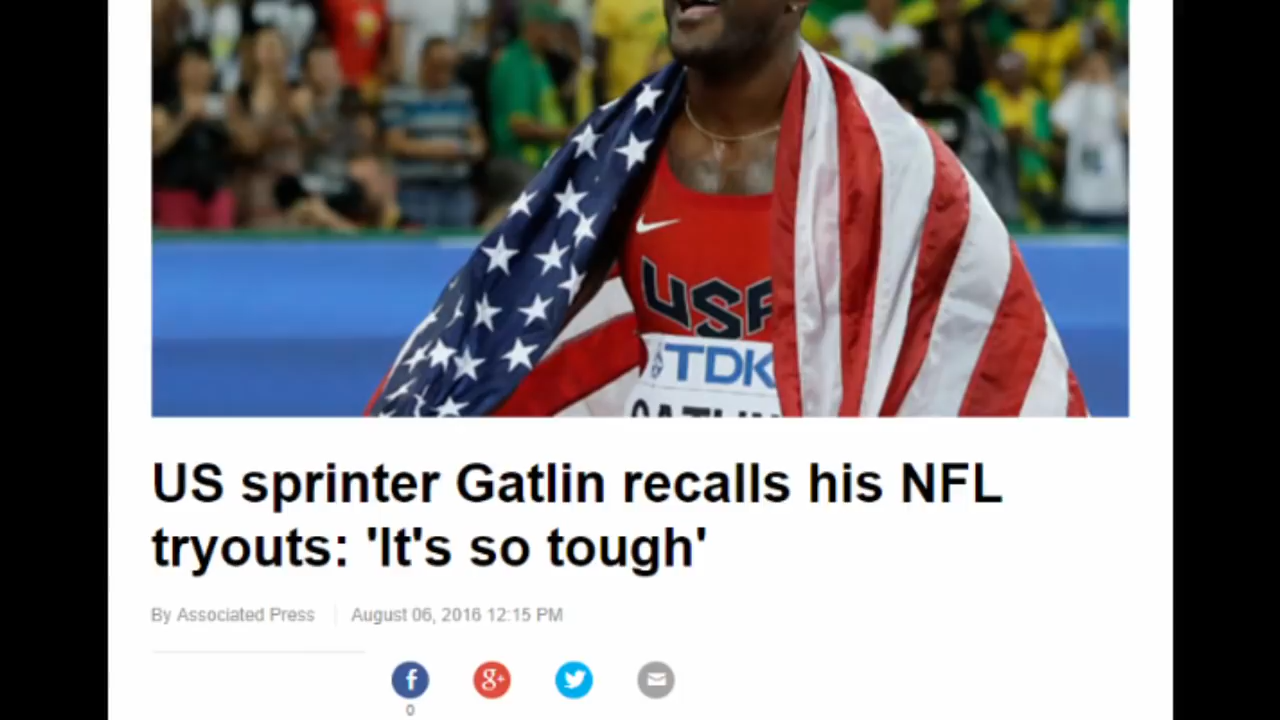 USA
TDK
GATLIN
US sprinter Gatlin recalls his NFL
tryouts: 'It's so tough'
By Associated Press
August 06, 2016 12:15 PM
f
g+
0